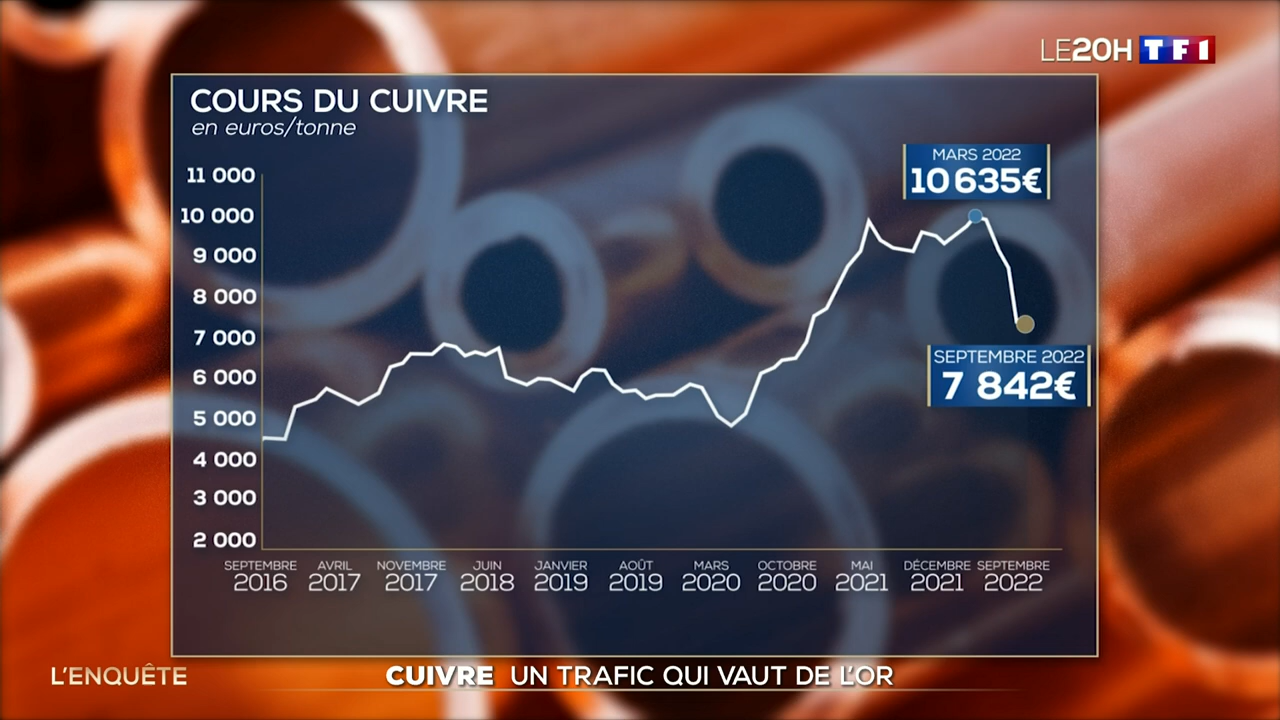 LE20H TF1
COURS DU CUIVRE
en euros/tonne
11 000
10 000
9 000
8 000
7 000
6 000
5 000
4 000
3 000
2 000
MARS 2022
10 635€
SEPTEMBRE 2022
7 842€
SEPTEMBRE 2016
AVRIL 2017
NOVEMBRE 2017
JUIN 2018
JANVIER 2019
AOÛT 2019
MARS 2020
OCTOBRE 2020
MAI 2021
DÉCEMBRE 2021
SEPTEMBRE 2022
L'ENQUÊTE
CUIVRE UN TRAFIC QUI VAUT DE L'OR